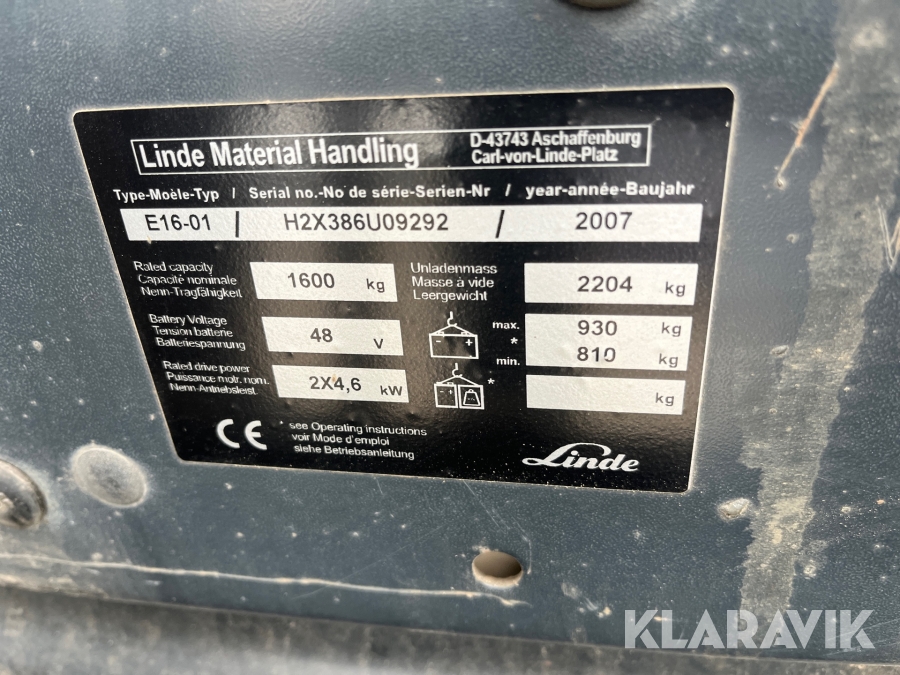 Linde Material Handling
D-43743 Aschaffenburg
Carl-von-Linde-Platz
Type-Moèle-Typ / Serial no.-No de série-Serien-Nr / year-année-Baujahr
E16-01 / H2X386U09292 / 2007
Rated capacity
Capacité nominale
Nenn-Tragfähigkeit
1600 kg
Unladenmass
Masse à vide
Leergewicht
2204 kg
Battery Voltage
Tension batterie
Batteriespannung
48 V
- +
*
max. 930 kg
min. 810 kg
Rated drive power
Puissance motr. nom.
Nenn-Antriebsleist.
2X4,6 kW
*
kg
CE
* see Operating instructions
voir Mode d'emploi
siehe Betriebsanleitung
Linde
KLARAVIK